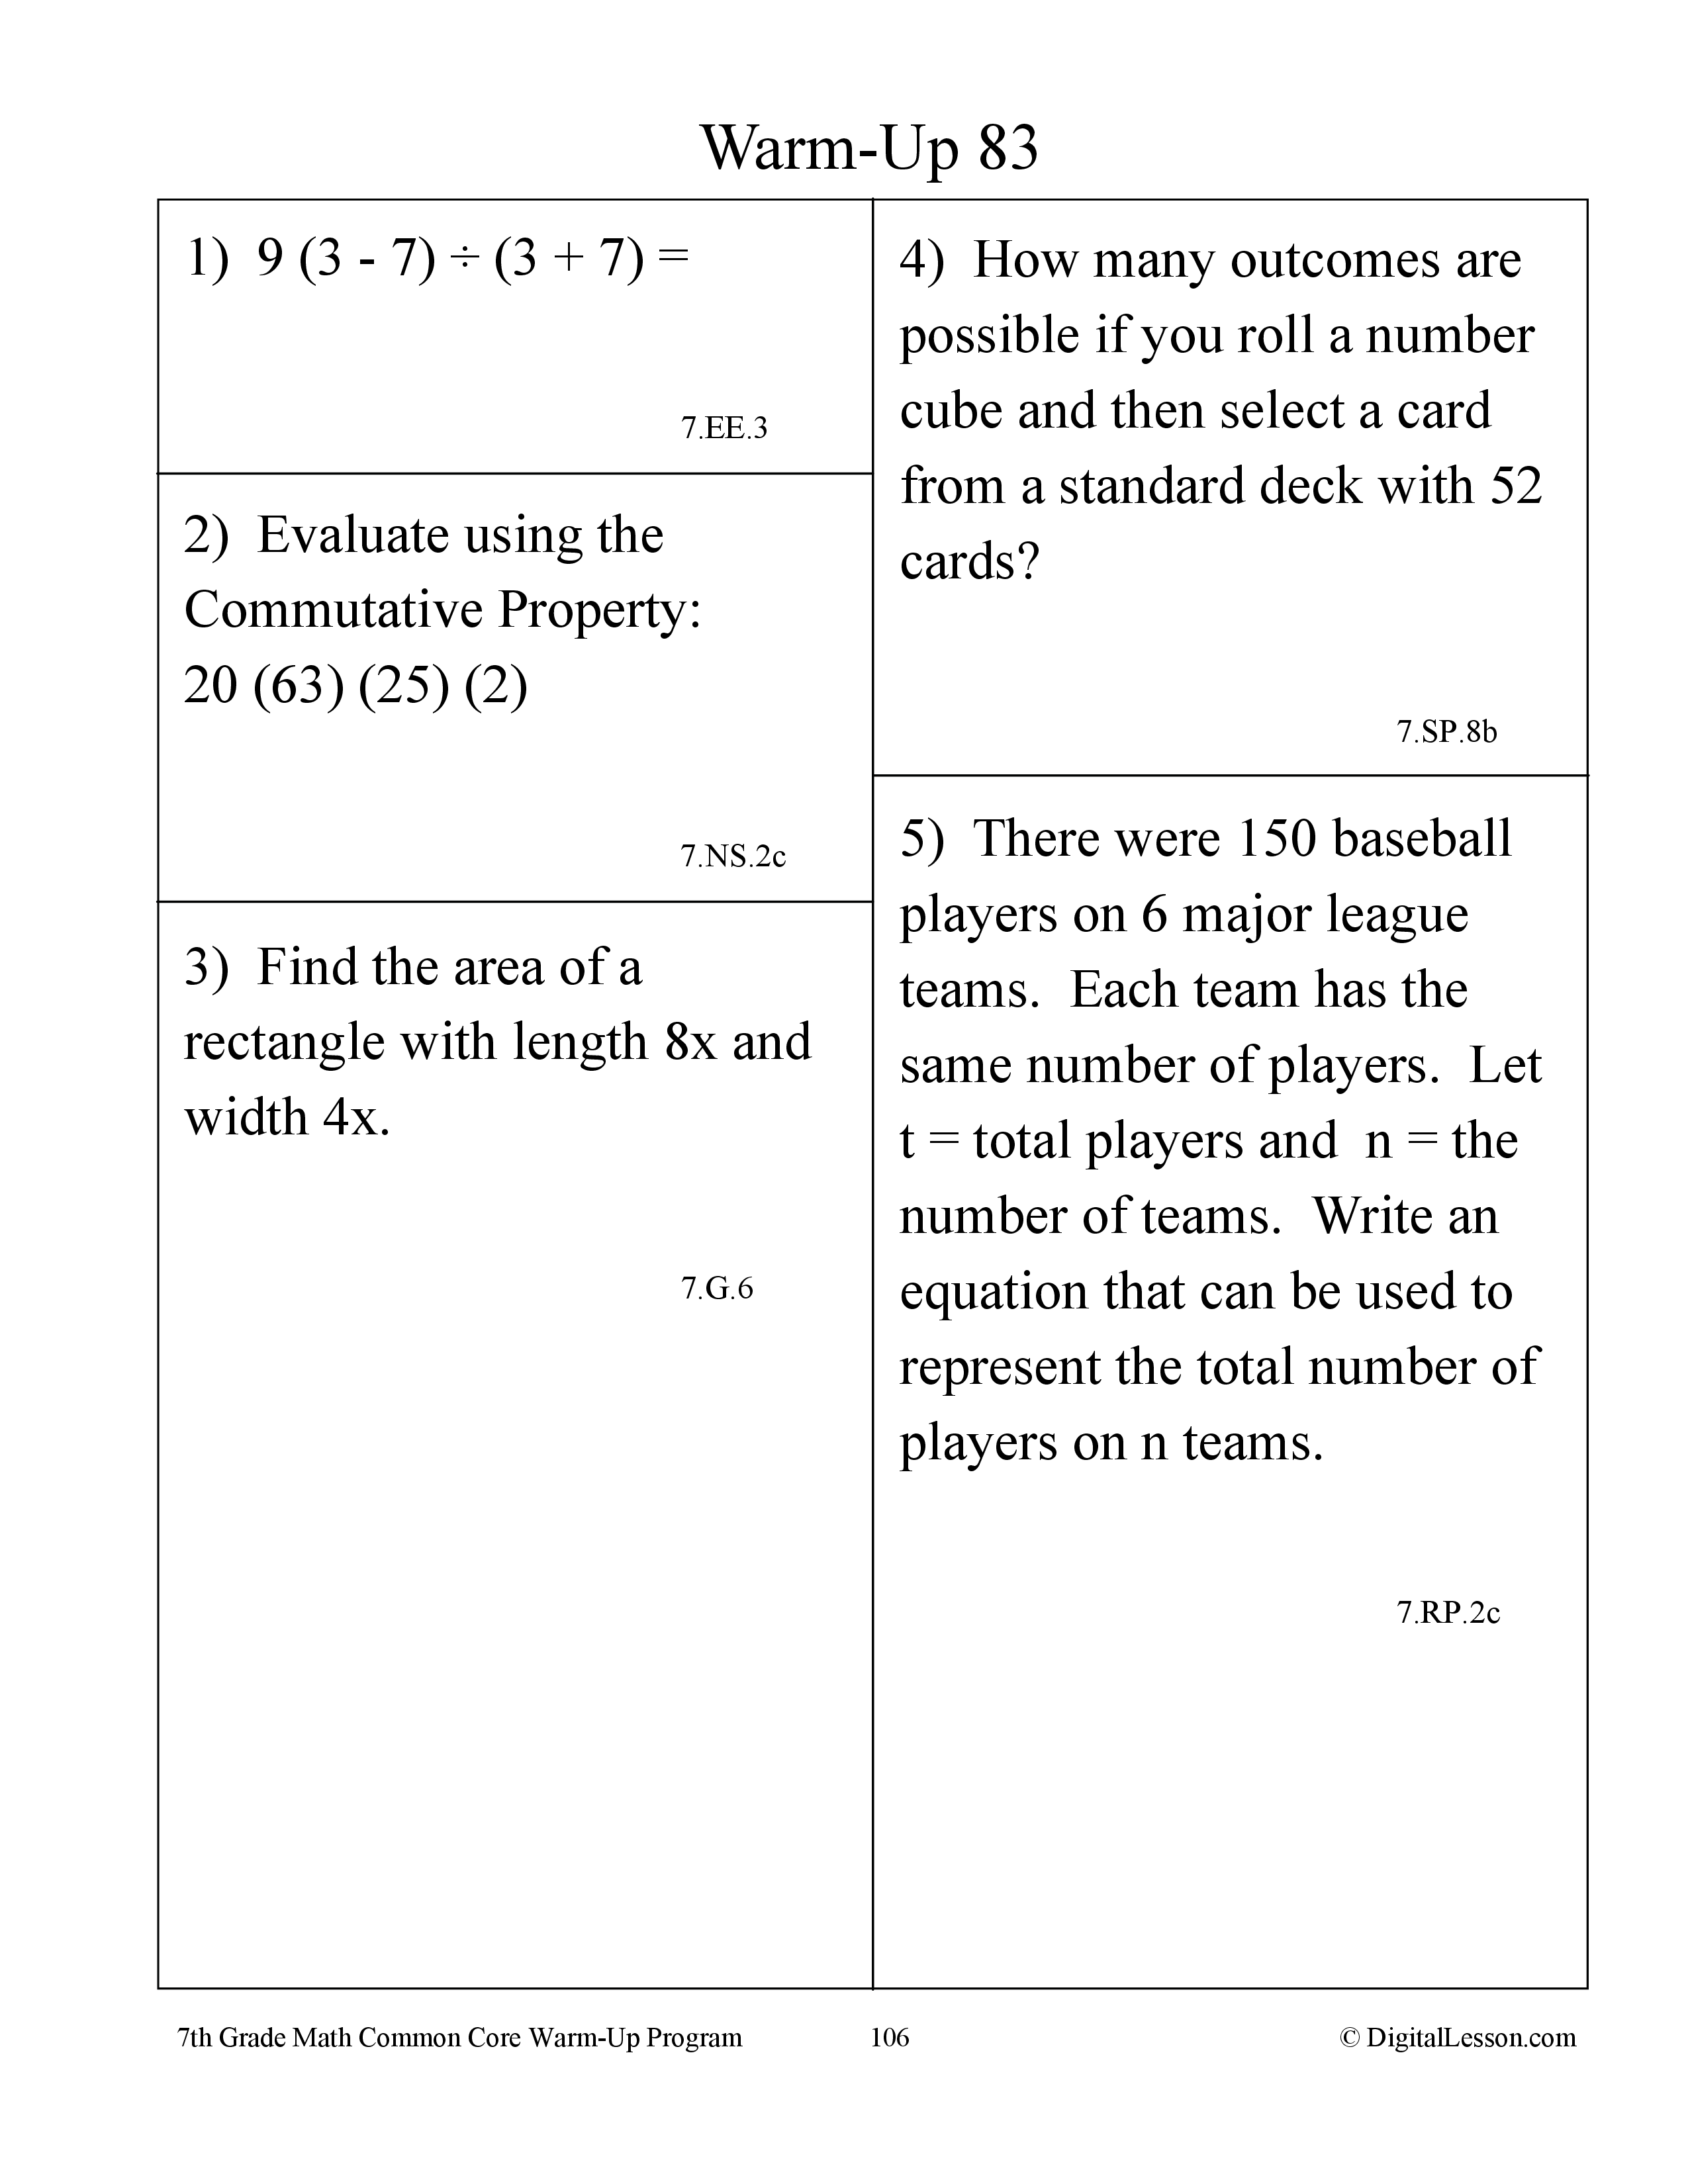 Warm-Up 83
1)  9 (3 - 7) ÷ (3 + 7) =
7.EE.3
2)  Evaluate using the
Commutative Property:
20 (63) (25) (2)
7.NS.2c
3)  Find the area of a
rectangle with length 8x and
width 4x.
7.G.6
4)  How many outcomes are
possible if you roll a number
cube and then select a card
from a standard deck with 52
cards?
7.SP.8b
5)  There were 150 baseball
players on 6 major league
teams.  Each team has the
same number of players.  Let
t = total players and  n = the
number of teams.  Write an
equation that can be used to
represent the total number of
players on n teams.
7.RP.2c
7th Grade Math Common Core Warm-Up Program
106
© DigitalLesson.com